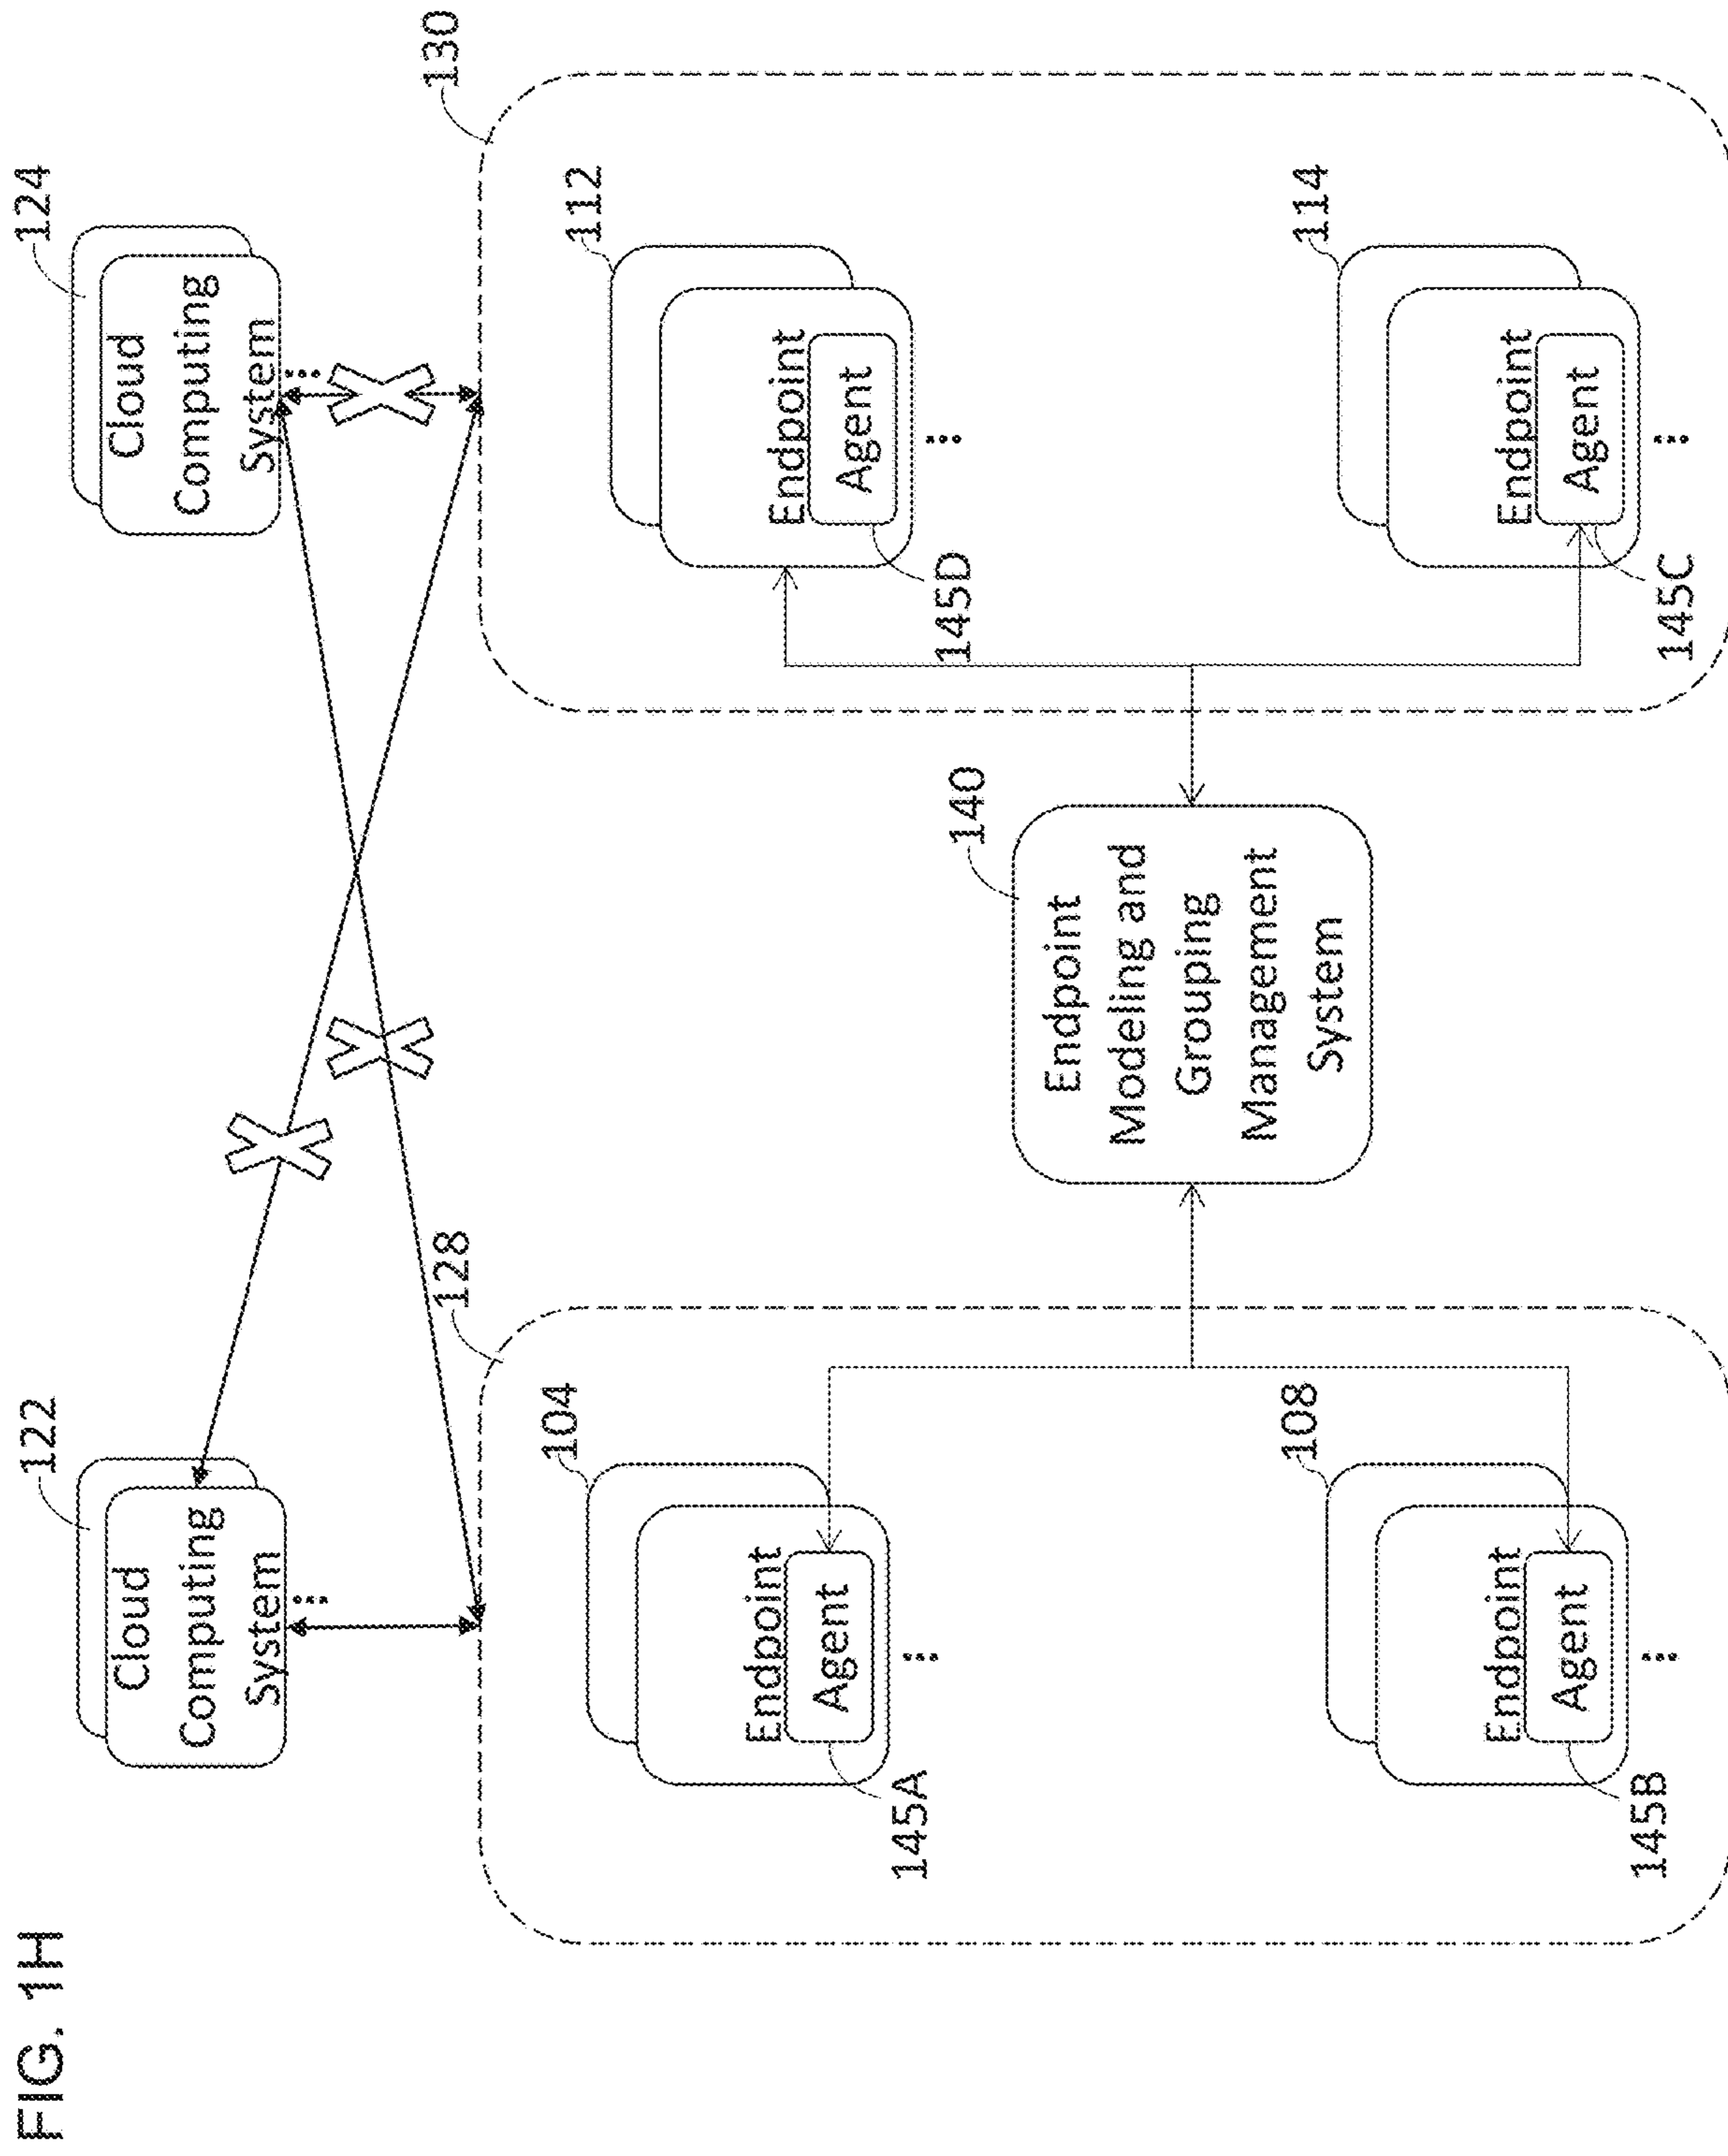 FIG. 1H
122
Cloud
Computing
System
...
124
Cloud
Computing
System
...
128
130
104
Endpoint
Agent
145A
...
108
Endpoint
Agent
145B
...
140
Endpoint
Modeling and
Grouping
Management
System
112
Endpoint
Agent
145D
...
114
Endpoint
Agent
145C
...